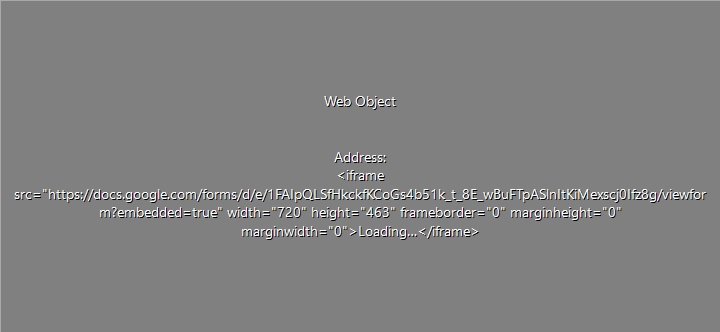 Web Object
Address:
<iframe
src="https://docs.google.com/forms/d/e/1FAIpQLSfHkckfKCoGs4b51k_t_8E_wBuFTpASlnItKiMexscj0Ifz8g/viewfor
m?embedded=true" width="720" height="463" frameborder="0" marginheight="0"
marginwidth="0">Loading...</iframe>